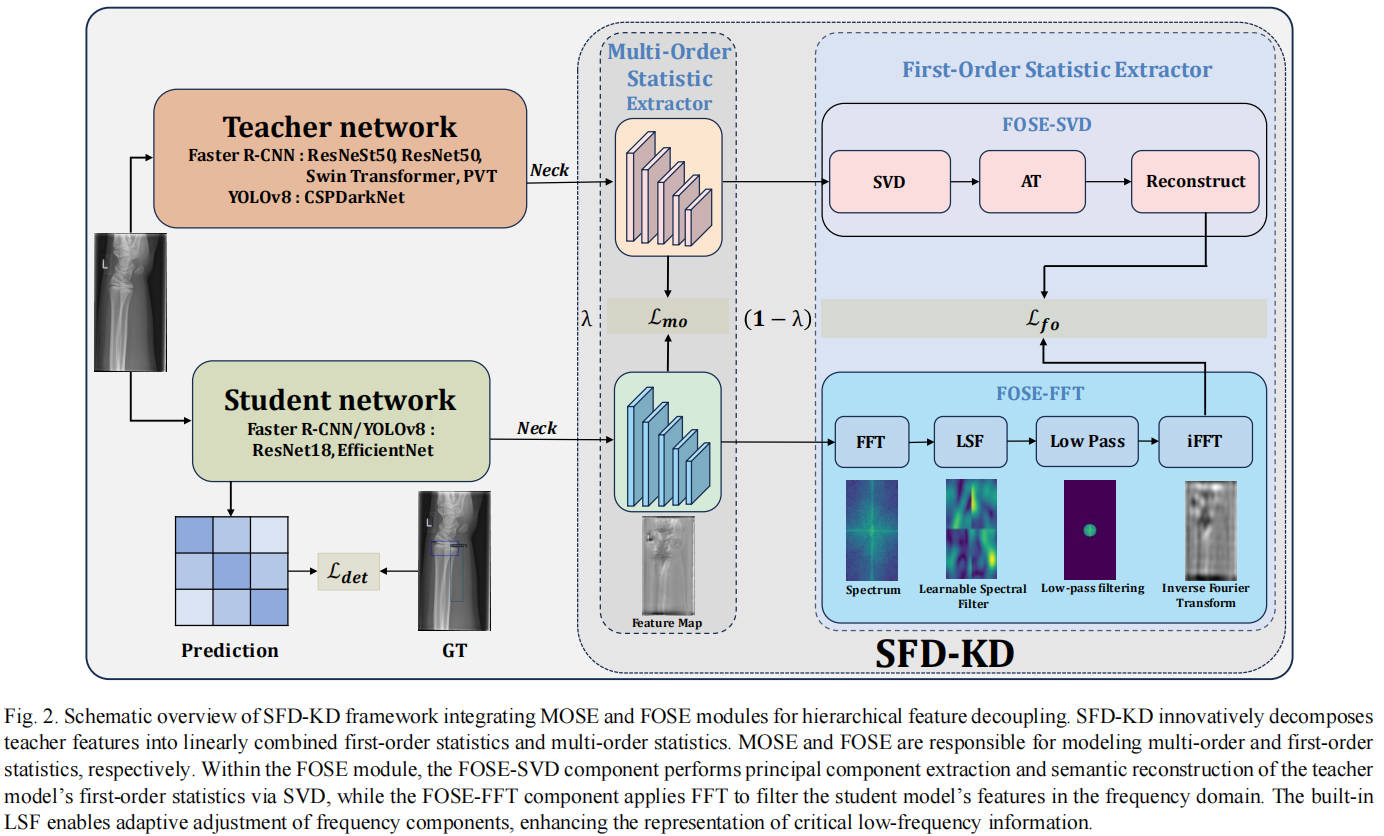 Multi-Order
Statistic
Extractor
First-Order Statistic Extractor
Teacher network
Faster R-CNN : ResNeSt50, ResNet50,
Swin Transformer, PVT
YOLOv8 : CSPDarkNet
Neck
FOSE-SVD
SVD
AT
Reconstruct
L
λ
ℒmo
(1 − λ)
ℒfo
Student network
Faster R-CNN/YOLOv8 :
ResNet18,EfficientNet
Neck
FOSE-FFT
FFT
LSF
Low Pass
iFFT
Spectrum
Learnable Spectral
Filter
Low-pass filtering
Inverse Fourier
Transform
L
ℒdet
Feature Map
Prediction
GT
SFD-KD
Fig. 2. Schematic overview of SFD-KD framework integrating MOSE and FOSE modules for hierarchical feature decoupling. SFD-KD innovatively decomposes
teacher features into linearly combined first-order statistics and multi-order statistics. MOSE and FOSE are responsible for modeling multi-order and first-order
statistics, respectively. Within the FOSE module, the FOSE-SVD component performs principal component extraction and semantic reconstruction of the teacher
model's first-order statistics via SVD, while the FOSE-FFT component applies FFT to filter the student model's features in the frequency domain. The built-in
LSF enables adaptive adjustment of frequency components, enhancing the representation of critical low-frequency information.